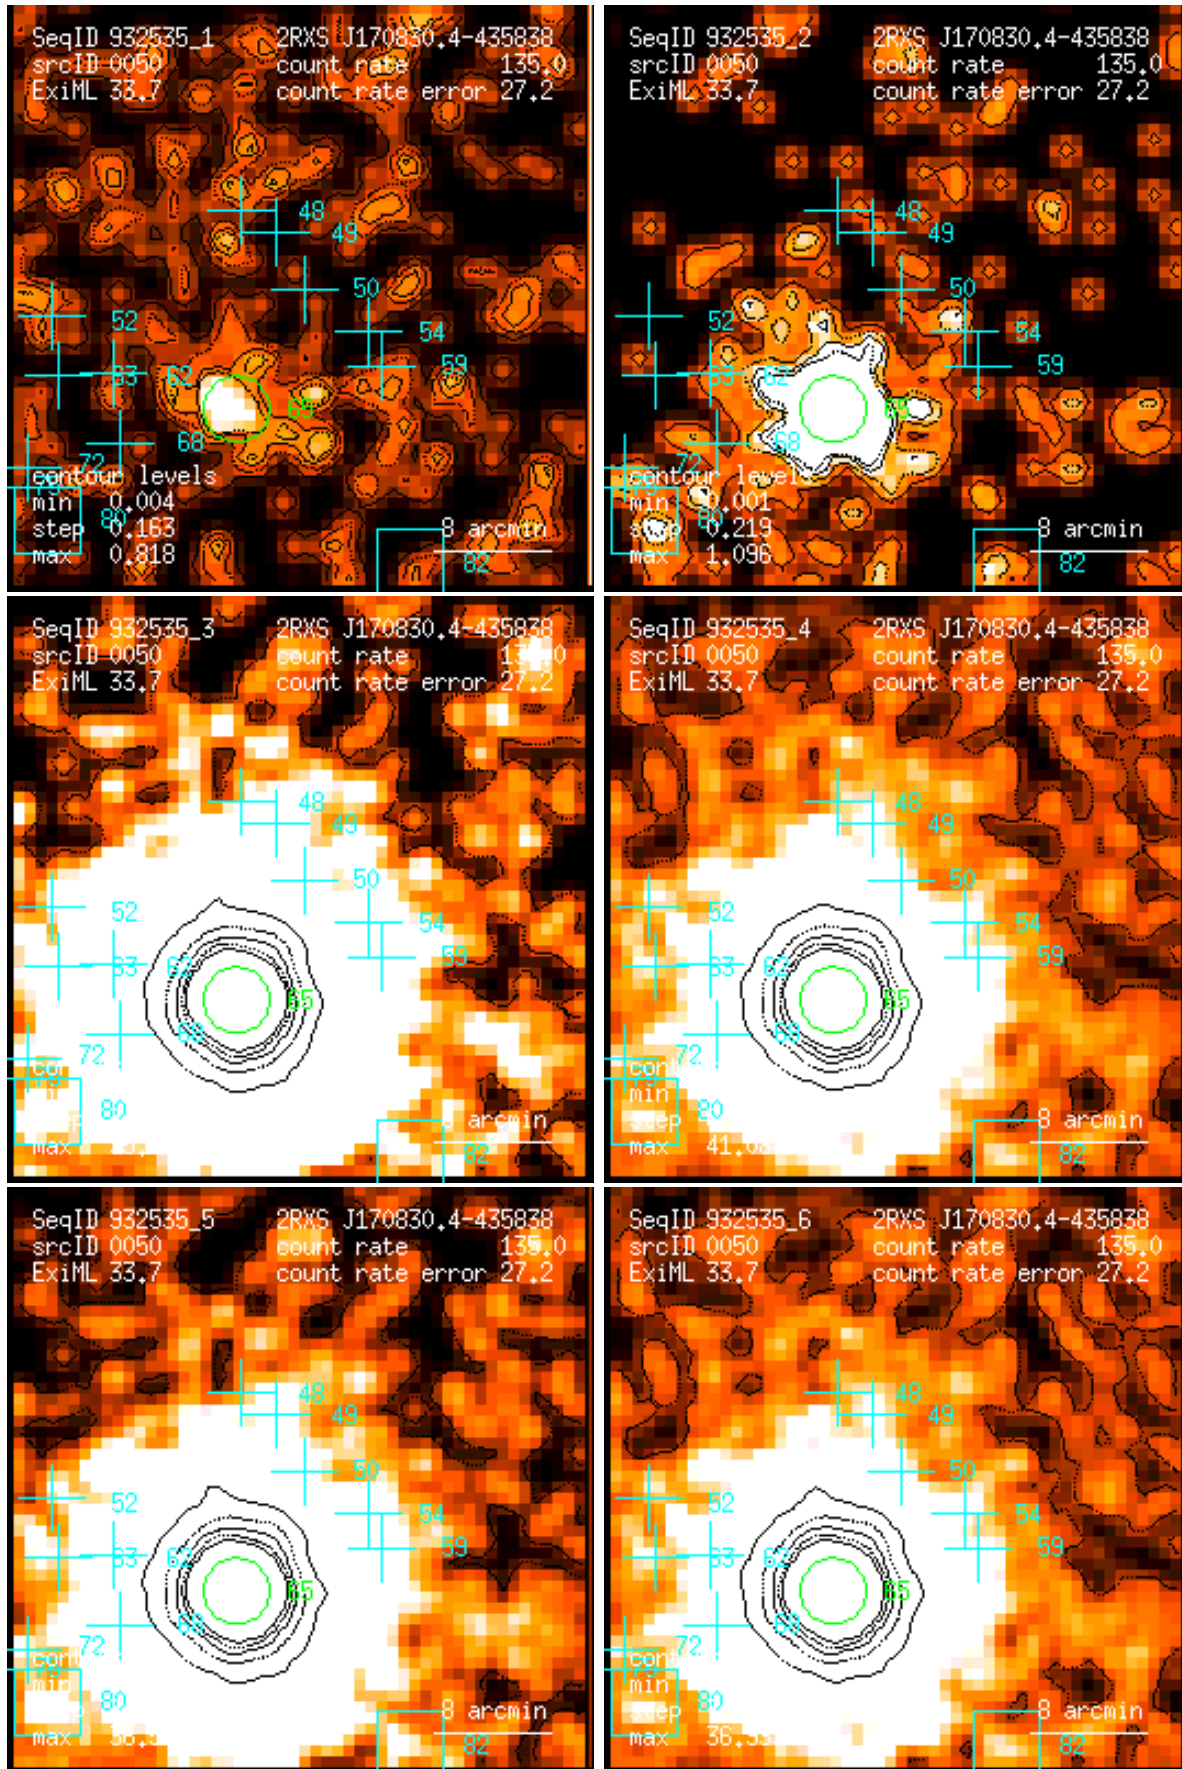 SeqID 932535_1 2RXS J170830.4-435838
srcID 0050 count rate 135.0
ExiML 33.7 count rate error 27.2
48
49
50
52
54
59
53 62
65
68
72
contour levels
min 0.004
80
step 0.163
8 arcmin
max 0.818
82
SeqID 932535_2 2RXS J170830.4-435838
srcID 0050 count rate 135.0
ExiML 33.7 count rate error 27.2
48
49
50
52
54
59
53 62
65
68
72
contour levels
min 0.001
80
step 0.219
8 arcmin
max 1.096
82
SeqID 932535_3 2RXS J170830.4-435838
srcID 0050 count rate 135.0
ExiML 33.7 count rate error 27.2
48
49
50
52
54
59
53 62
65
68
72
80
8 arcmin
max
82
SeqID 932535_4 2RXS J170830.4-435838
srcID 0050 count rate 135.0
ExiML 33.7 count rate error 27.2
48
49
50
52
54
59
53 62
65
68
72
min
80
step
8 arcmin
max
82
SeqID 932535_5 2RXS J170830.4-435838
srcID 0050 count rate 135.0
ExiML 33.7 count rate error 27.2
48
49
50
52
54
59
53 62
65
68
72
min
80
8 arcmin
max
82
SeqID 932535_6 2RXS J170830.4-435838
srcID 0050 count rate 135.0
ExiML 33.7 count rate error 27.2
48
49
50
52
54
59
53 62
65
68
72
min
80
step
8 arcmin
max
82